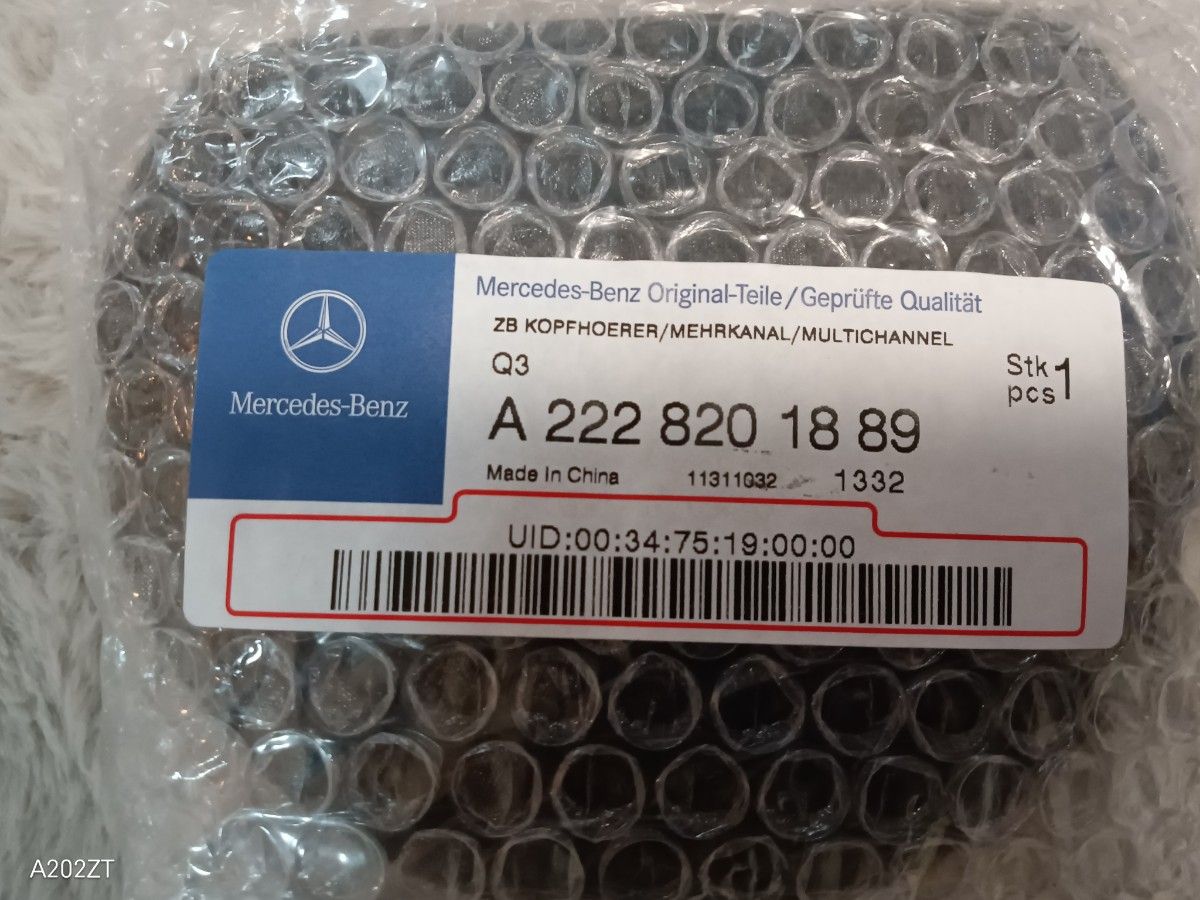 Mercedes-Benz
Mercedes-Benz Original-Teile/Geprüfte Qualität
ZB KOPFHOERER/MEHRKANAL/MULTICHANNEL
Q3
Stk 1
pcs
A 222 820 18 89
Made In China 11311032 1332
UID:00:34:75:19:00:00
A202ZT